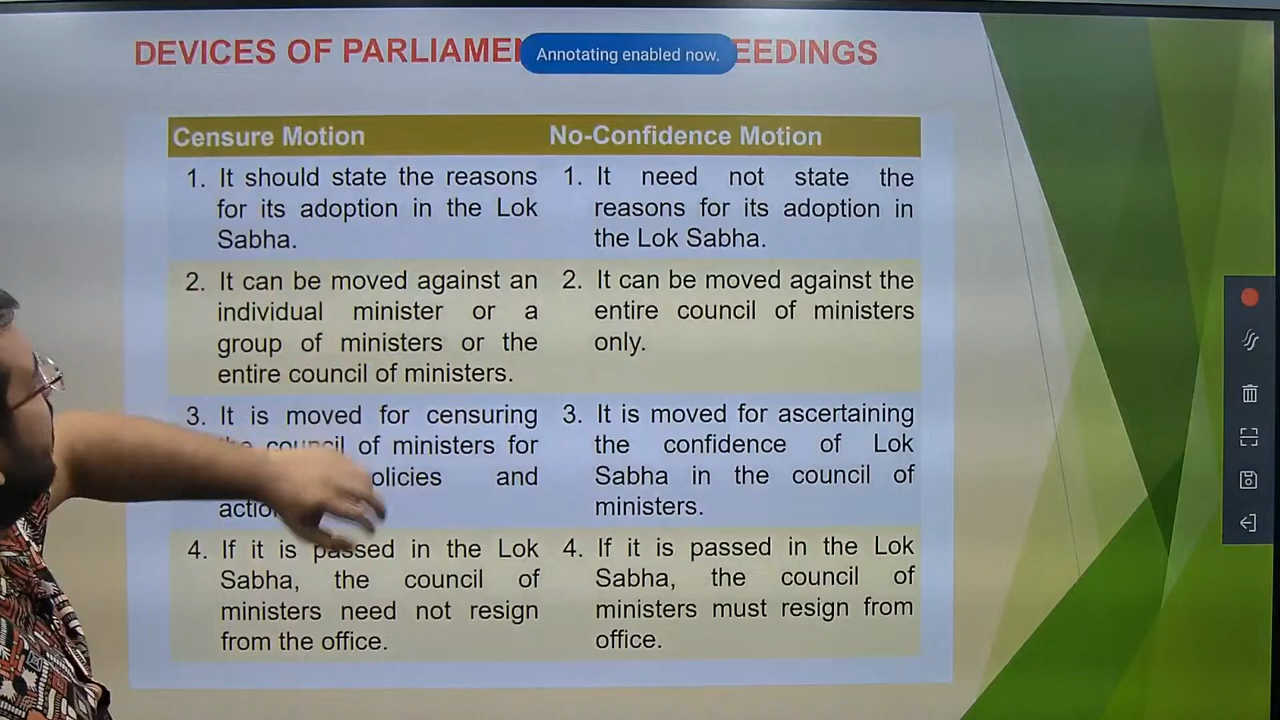 DEVICES OF PARLIAMEN EEDINGS
Annotating enabled now.
Censure Motion No-Confidence Motion
1. It should state the reasons
for its adoption in the Lok
Sabha.
1. It need not state the
reasons for its adoption in
the Lok Sabha.
2. It can be moved against an
individual minister or a
group of ministers or the
entire council of ministers.
2. It can be moved against the
entire council of ministers
only.
3. It is moved for censuring
council of ministers for
olicies and
actio
3. It is moved for ascertaining
the confidence of Lok
Sabha in the council of
ministers.
4. If it is passed in the Lok
Sabha, the council of
ministers need not resign
from the office.
4. If it is passed in the Lok
Sabha, the council of
ministers must resign from
office.